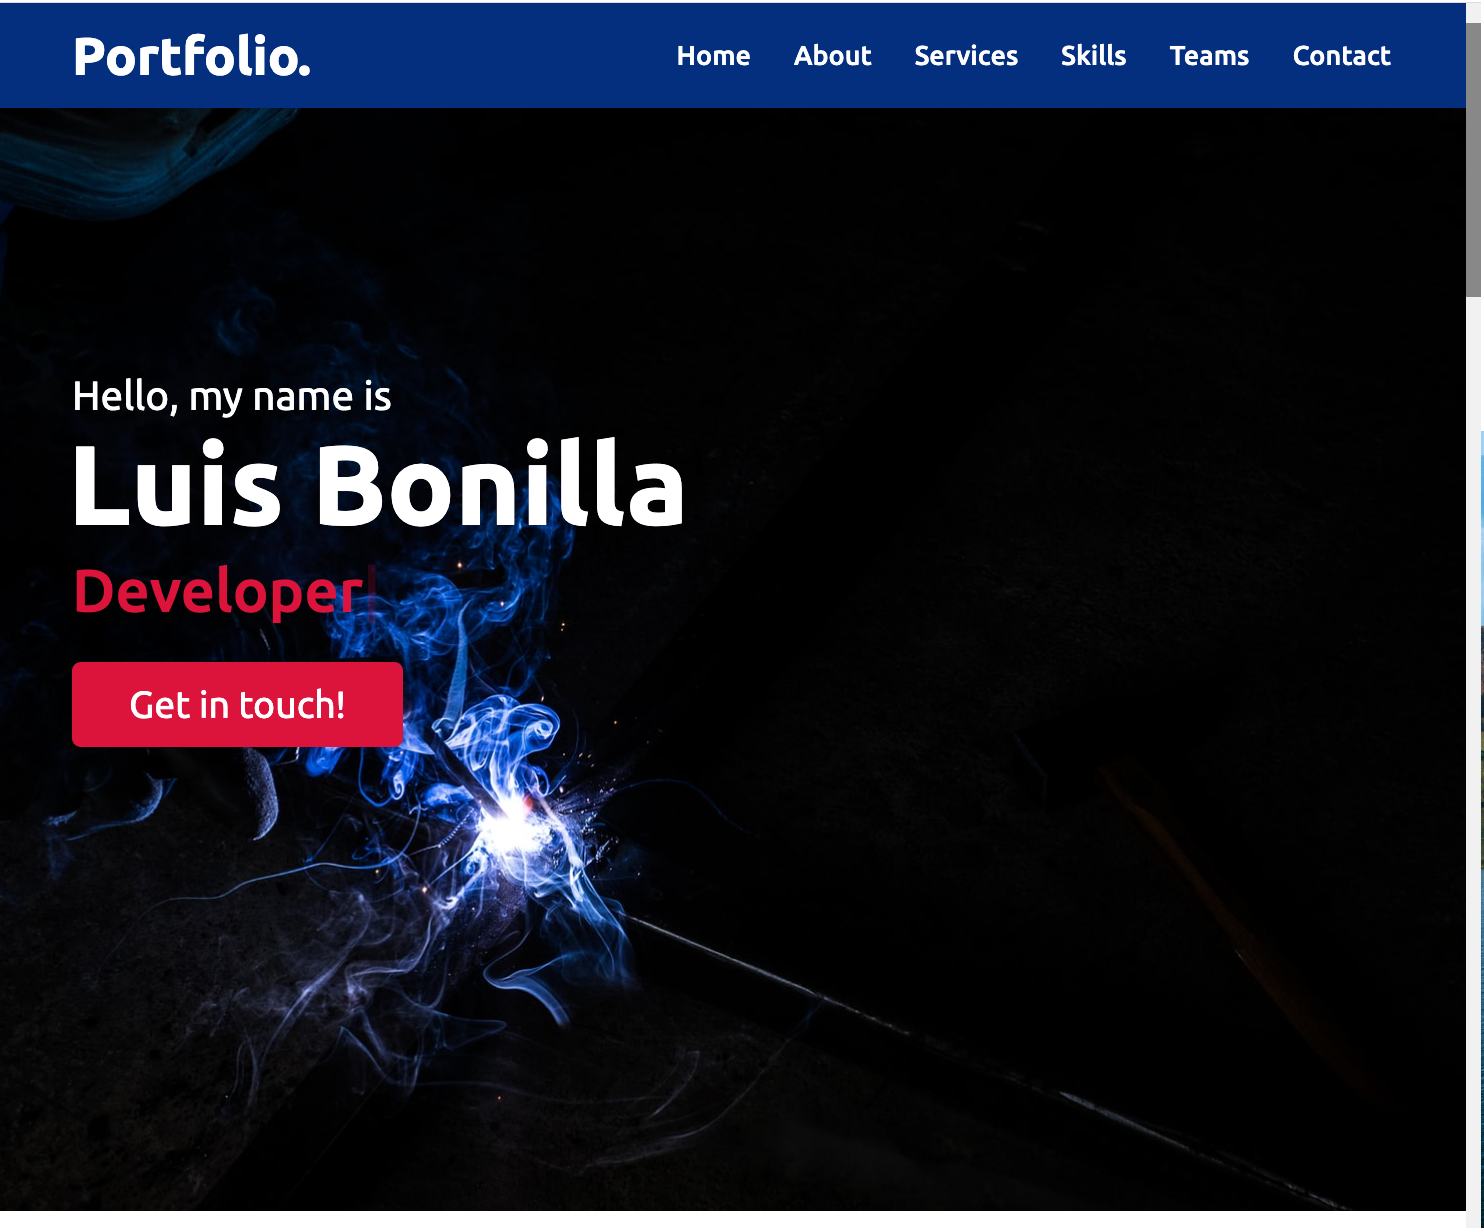 Portfolio.
Home About Services Skills Teams Contact
Hello, my name is
Luis Bonilla
Developer
Get in touch!